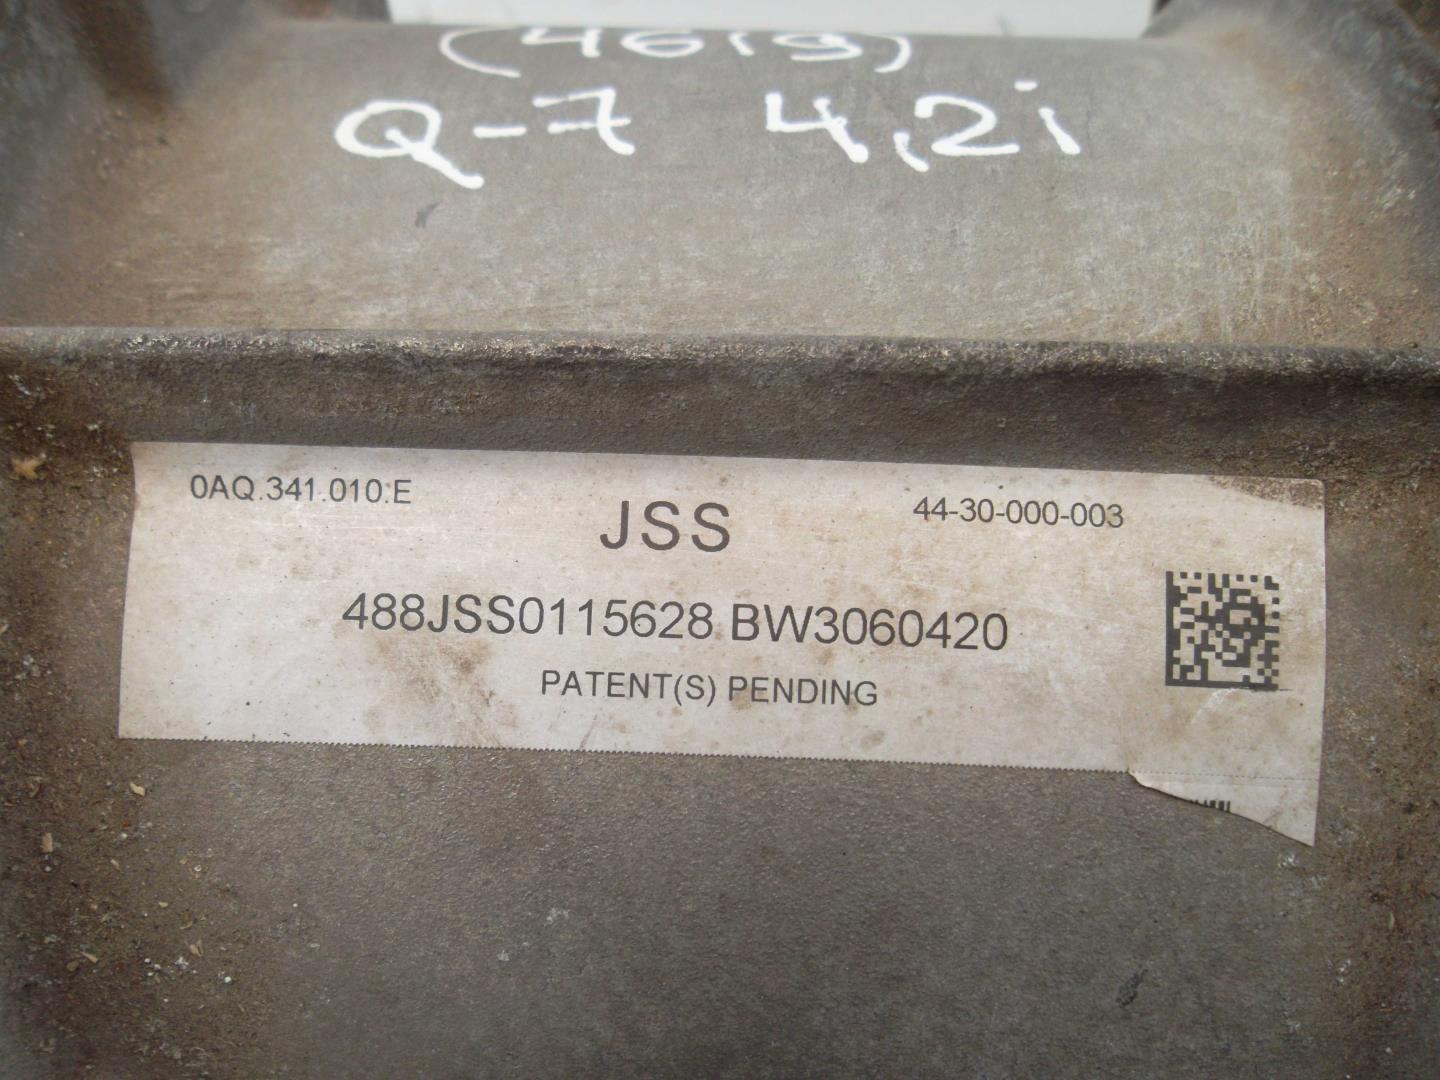 (4619)
Q-7 4,2i
0AQ.341.010.E
JSS
44-30-000-003
488JSS0115628 BW3060420
PATENT(S) PENDING